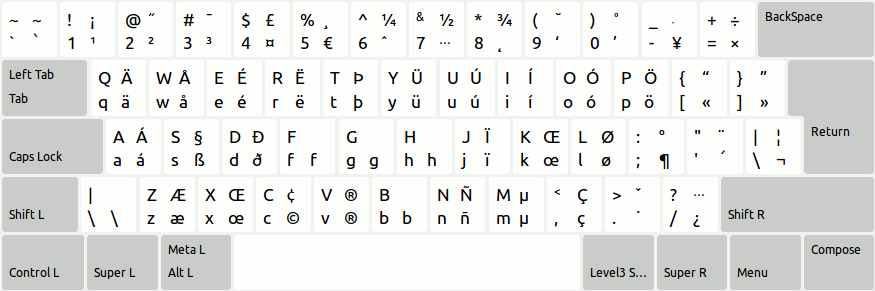 ~ ~ ! ¡ @ ˝ # ¯ $ £ % ¸ ^ ¼ & ½ * ¾ ( ˘ ) ° _ ̣ + ÷ BackSpace
` ` 1 ¹ 2 ² 3 ³ 4 ¤ 5 € 6 ˆ 7 ··· 8 ˛ 9 ‘ 0 ’ - ¥ = ×
Left Tab Q Ä W Å E É R Ë T Þ Y Ü U Ú I Í O Ó P Ö { “ } ”
Tab q ä w å e é r ë t þ y ü u ú i í o ó p ö [ « ] »
A Á S § D Ð F G H J Ï K Œ L Ø : ° " ¨ | ¦ Return
Caps Lock a á s ß d ð f f g g h h j ï k œ l ø ; ¶ ' ´ \ ¬
| Z Æ X Œ C ¢ V ® B N Ñ M µ < Ç > ˇ ? ···
Shift L \ \ z æ x œ c © v ® b b n ñ m µ , ç . ˙ / ¿ Shift R
Meta L Compose
Control L Super L Alt L Level3 S... Super R Menu